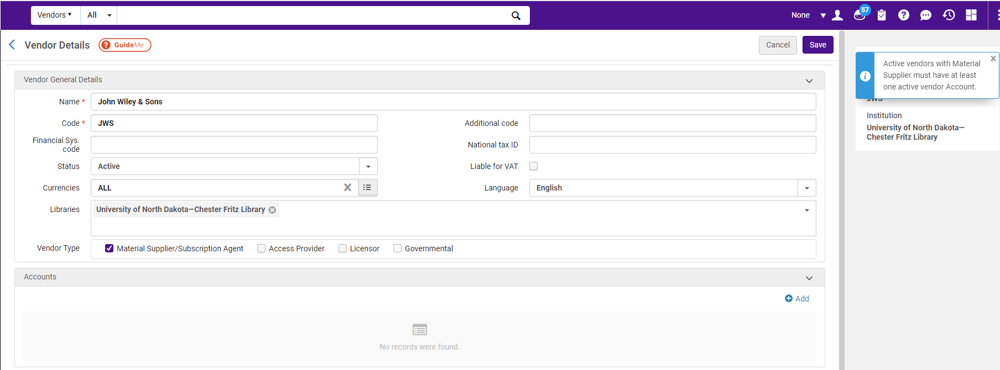 Vendors
All
None
57
Vendor Details
GuideMe
Cancel
Save
Active vendors with Material
Supplier must have at least
one active vendor Account.
JWS
Institution
University of North Dakota—
Chester Fritz Library
Vendor General Details
Name *
John Wiley & Sons
Code *
JWS
Additional code
Financial Sys.
code
National tax ID
Status
Active
Liable for VAT
Currencies
ALL
Language
English
Libraries
University of North Dakota—Chester Fritz Library
Vendor Type
Material Supplier/Subscription Agent
Access Provider
Licensor
Governmental
Accounts
Add
No records were found.